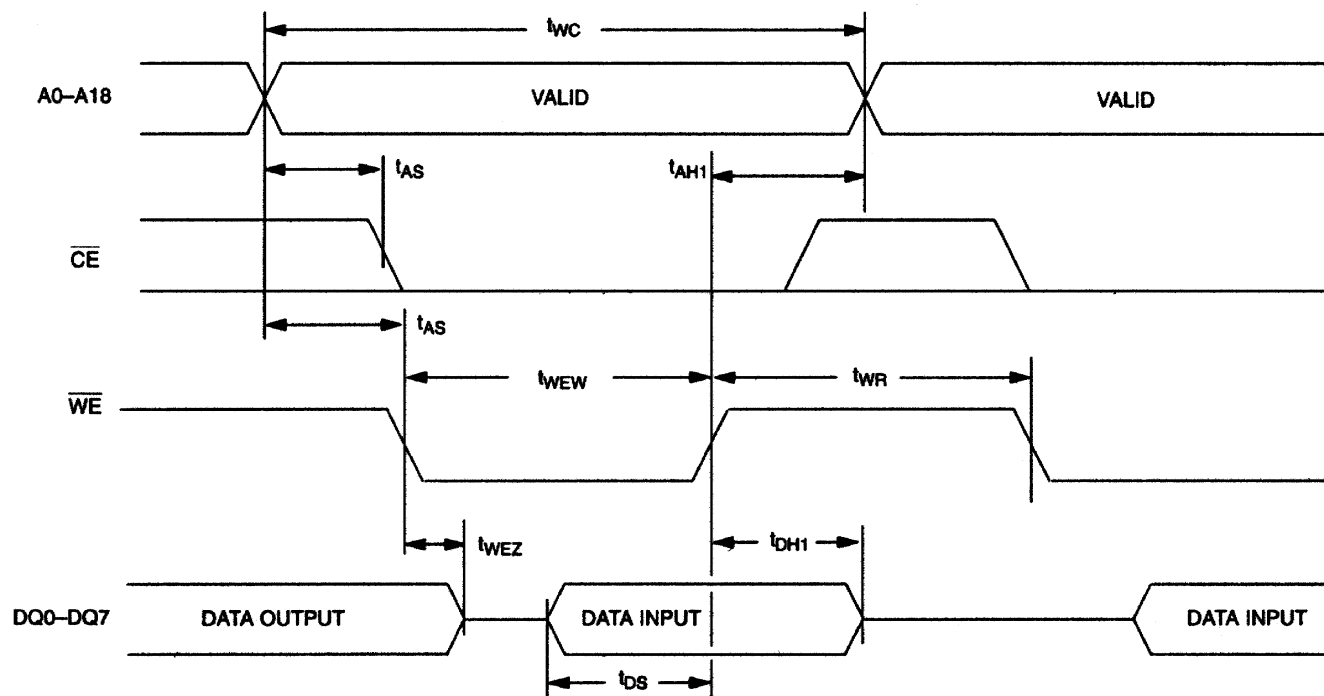 tWC
A0–A18
VALID
VALID
tAS
tAH1
CE
tAS
tWEW
tWR
WE
tWEZ
tDH1
DQ0–DQ7
DATA OUTPUT
DATA INPUT
DATA INPUT
tDS